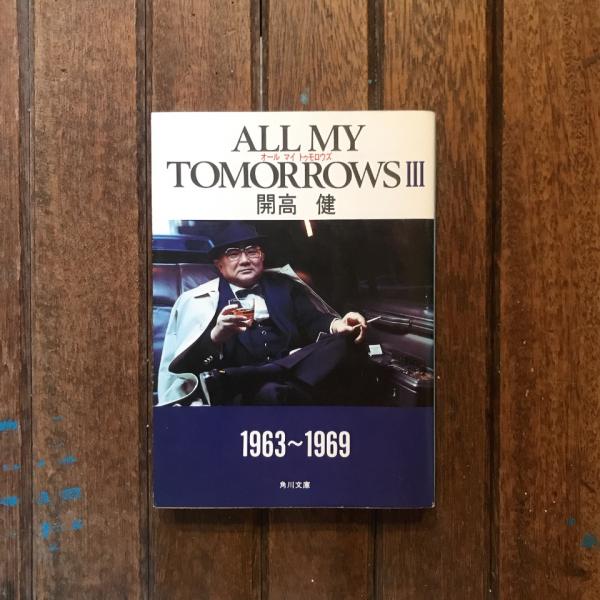 ALL MY
オール マイ トゥモロウズ
TOMORROWS III
開高 健
1963~1969
角川文庫